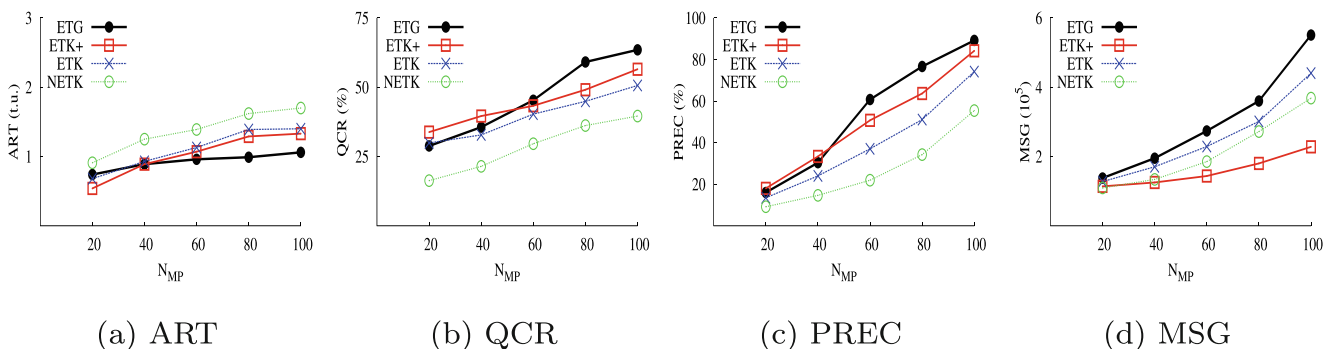 3
2
1
ART (t.u.)
ETG
ETK+
ETK
NETK
20 40 60 80 100
N_MP
(a) ART
75
50
25
QCR (%)
ETG
ETK+
ETK
NETK
20 40 60 80 100
N_MP
(b) QCR
100
80
60
40
20
PREC (%)
ETG
ETK+
ETK
NETK
20 40 60 80 100
N_MP
(c) PREC
6
4
2
MSG (10^5)
ETG
ETK+
ETK
NETK
20 40 60 80 100
N_MP
(d) MSG